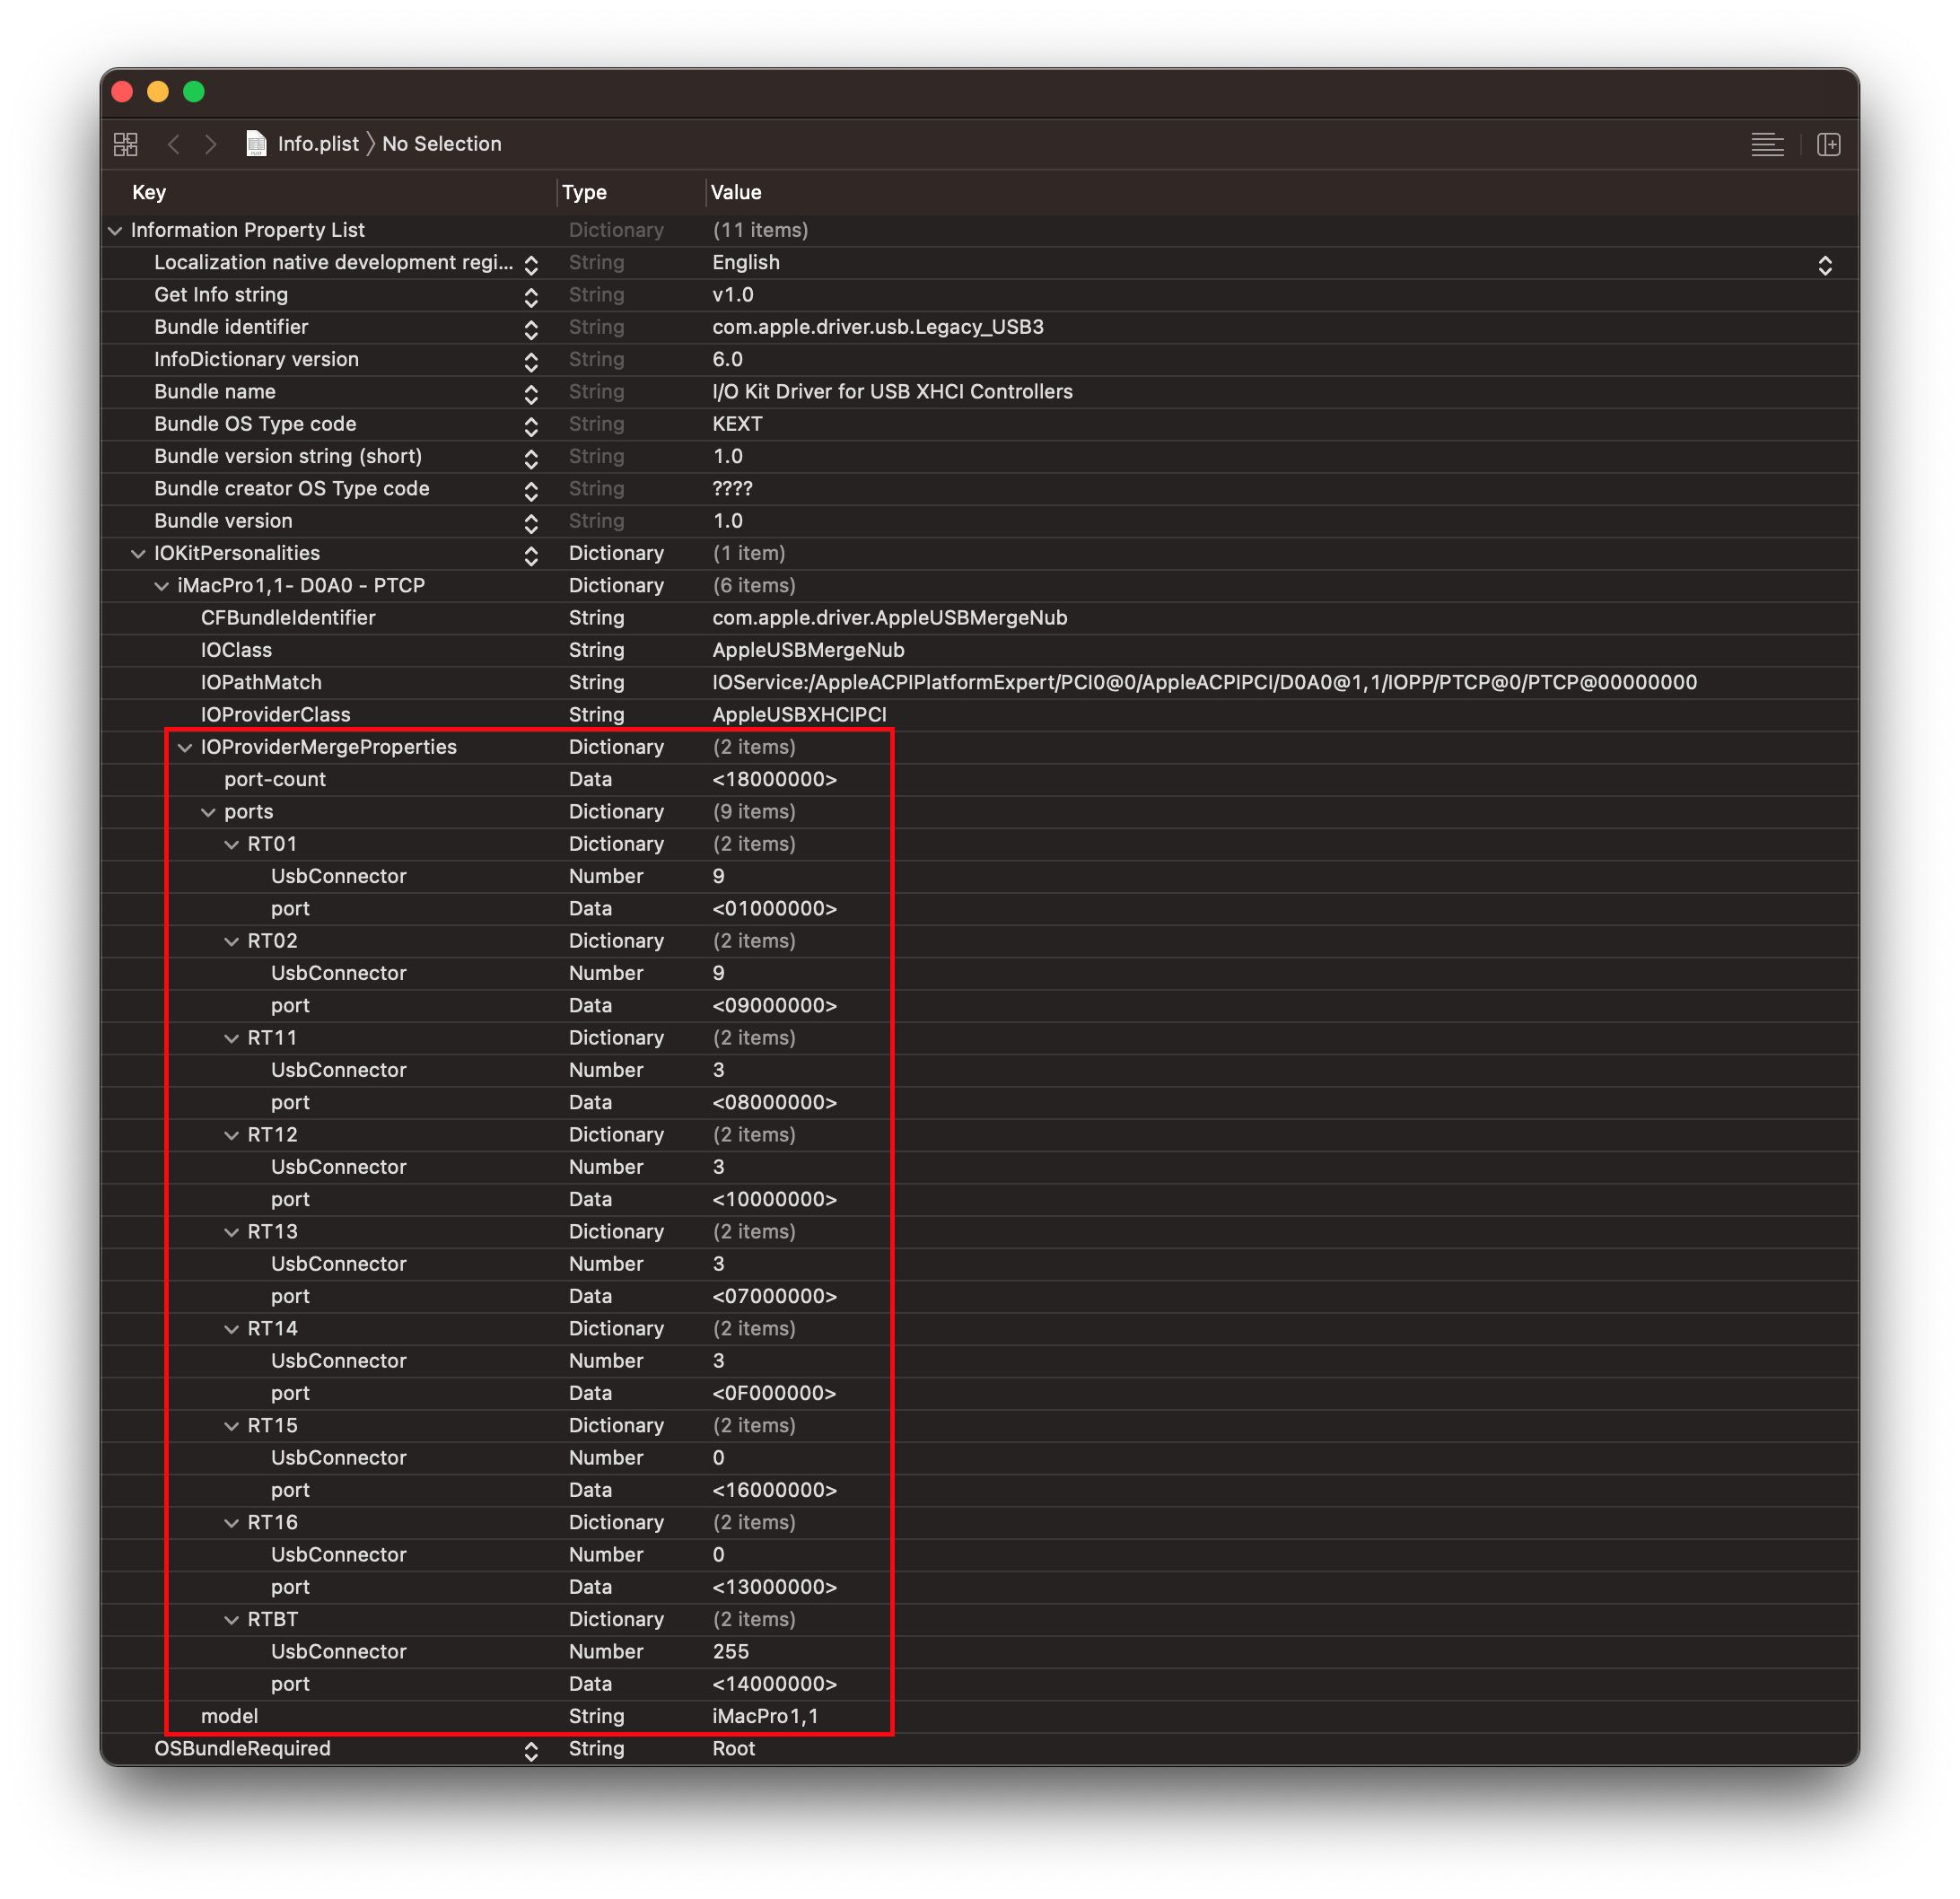 Info.plist 〉 No Selection
Key Type Value
Information Property List Dictionary (11 items)
Localization native development regi... String English
Get Info string String v1.0
Bundle identifier String com.apple.driver.usb.Legacy_USB3
InfoDictionary version String 6.0
Bundle name String I/O Kit Driver for USB XHCI Controllers
Bundle OS Type code String KEXT
Bundle version string (short) String 1.0
Bundle creator OS Type code String ????
Bundle version String 1.0
IOKitPersonalities Dictionary (1 item)
iMacPro1,1- D0A0 - PTCP Dictionary (6 items)
CFBundleIdentifier String com.apple.driver.AppleUSBMergeNub
IOClass String AppleUSBMergeNub
IOPathMatch String IOService:/AppleACPIPlatformExpert/PCI0@0/AppleACPIPCI/D0A0@1,1/IOPP/PTCP@0/PTCP@00000000
IOProviderClass String AppleUSBXHCIPCI
IOProviderMergeProperties Dictionary (2 items)
port-count Data <18000000>
ports Dictionary (9 items)
RT01 Dictionary (2 items)
UsbConnector Number 9
port Data <01000000>
RT02 Dictionary (2 items)
UsbConnector Number 9
port Data <09000000>
RT11 Dictionary (2 items)
UsbConnector Number 3
port Data <08000000>
RT12 Dictionary (2 items)
UsbConnector Number 3
port Data <10000000>
RT13 Dictionary (2 items)
UsbConnector Number 3
port Data <07000000>
RT14 Dictionary (2 items)
UsbConnector Number 3
port Data <0F000000>
RT15 Dictionary (2 items)
UsbConnector Number 0
port Data <16000000>
RT16 Dictionary (2 items)
UsbConnector Number 0
port Data <13000000>
RTBT Dictionary (2 items)
UsbConnector Number 255
port Data <14000000>
model String iMacPro1,1
OSBundleRequired String Root